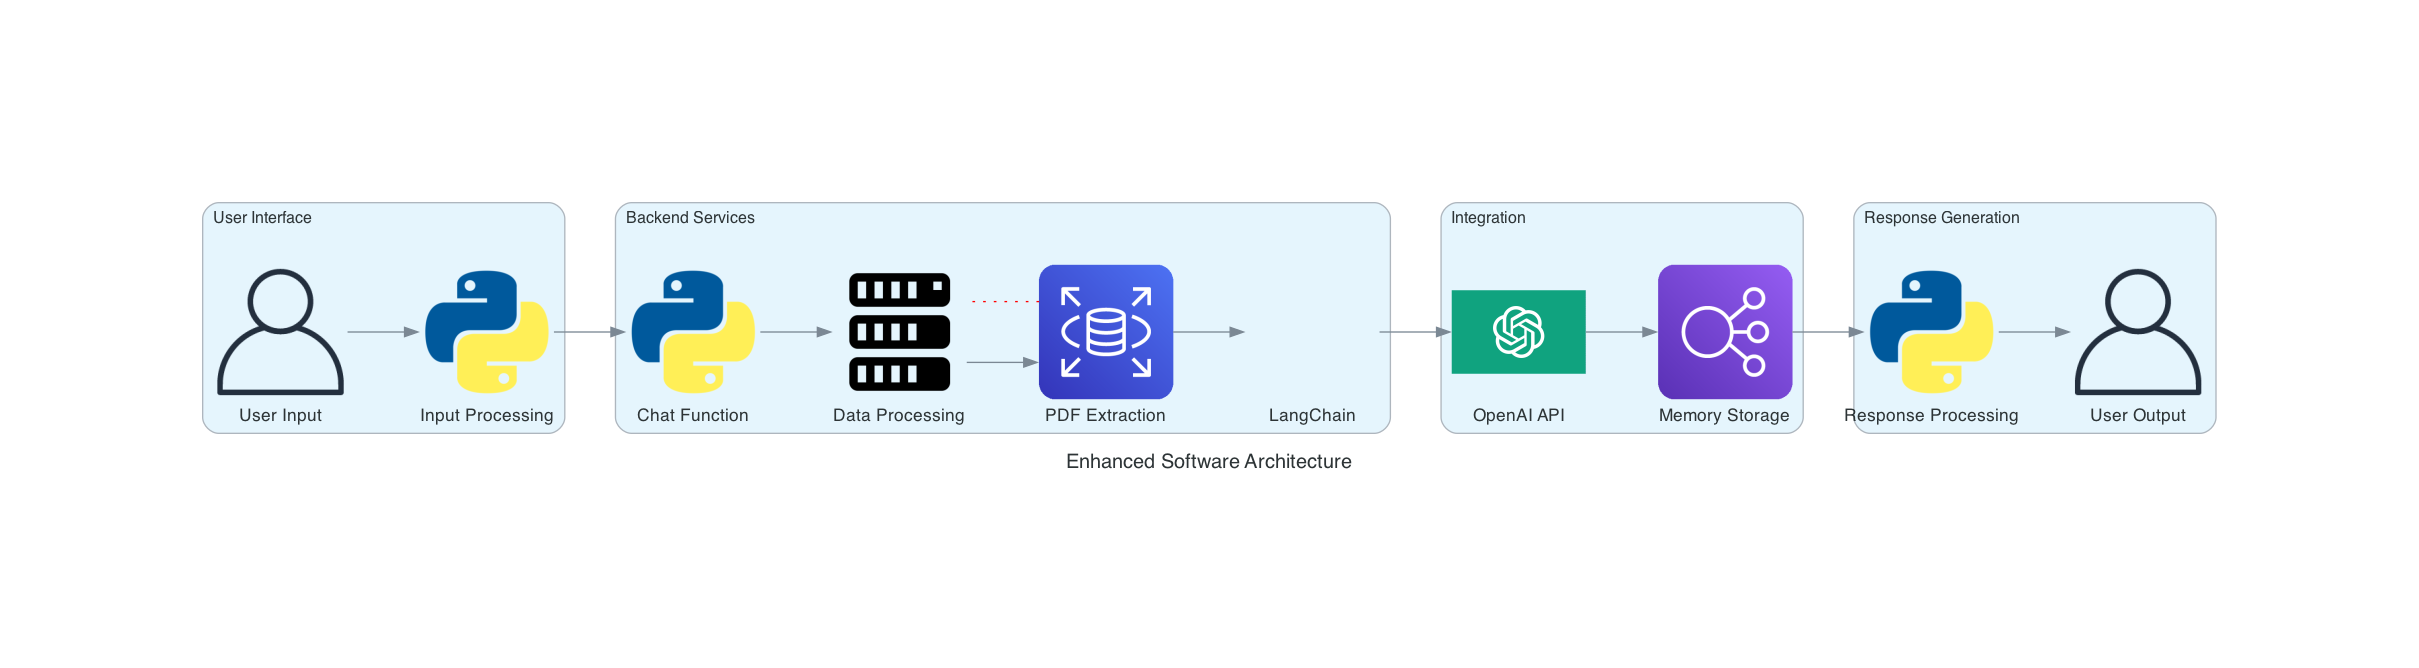 User Interface
Backend Services
Integration
Response Generation
User Input
Input Processing
Chat Function
Data Processing
PDF Extraction
LangChain
OpenAI API
Memory Storage
Response Processing
User Output
Enhanced Software Architecture